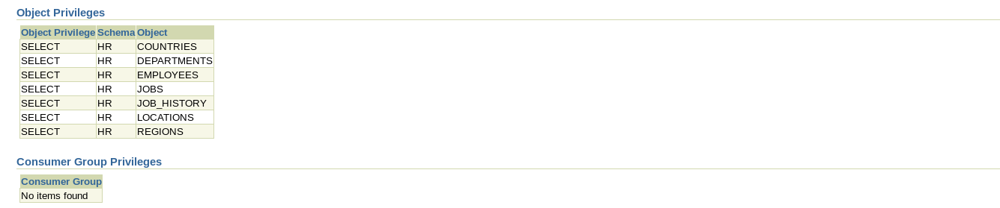 Object Privileges
Object Privilege Schema Object
SELECT HR COUNTRIES
SELECT HR DEPARTMENTS
SELECT HR EMPLOYEES
SELECT HR JOBS
SELECT HR JOB_HISTORY
SELECT HR LOCATIONS
SELECT HR REGIONS
Consumer Group Privileges
Consumer Group
No items found